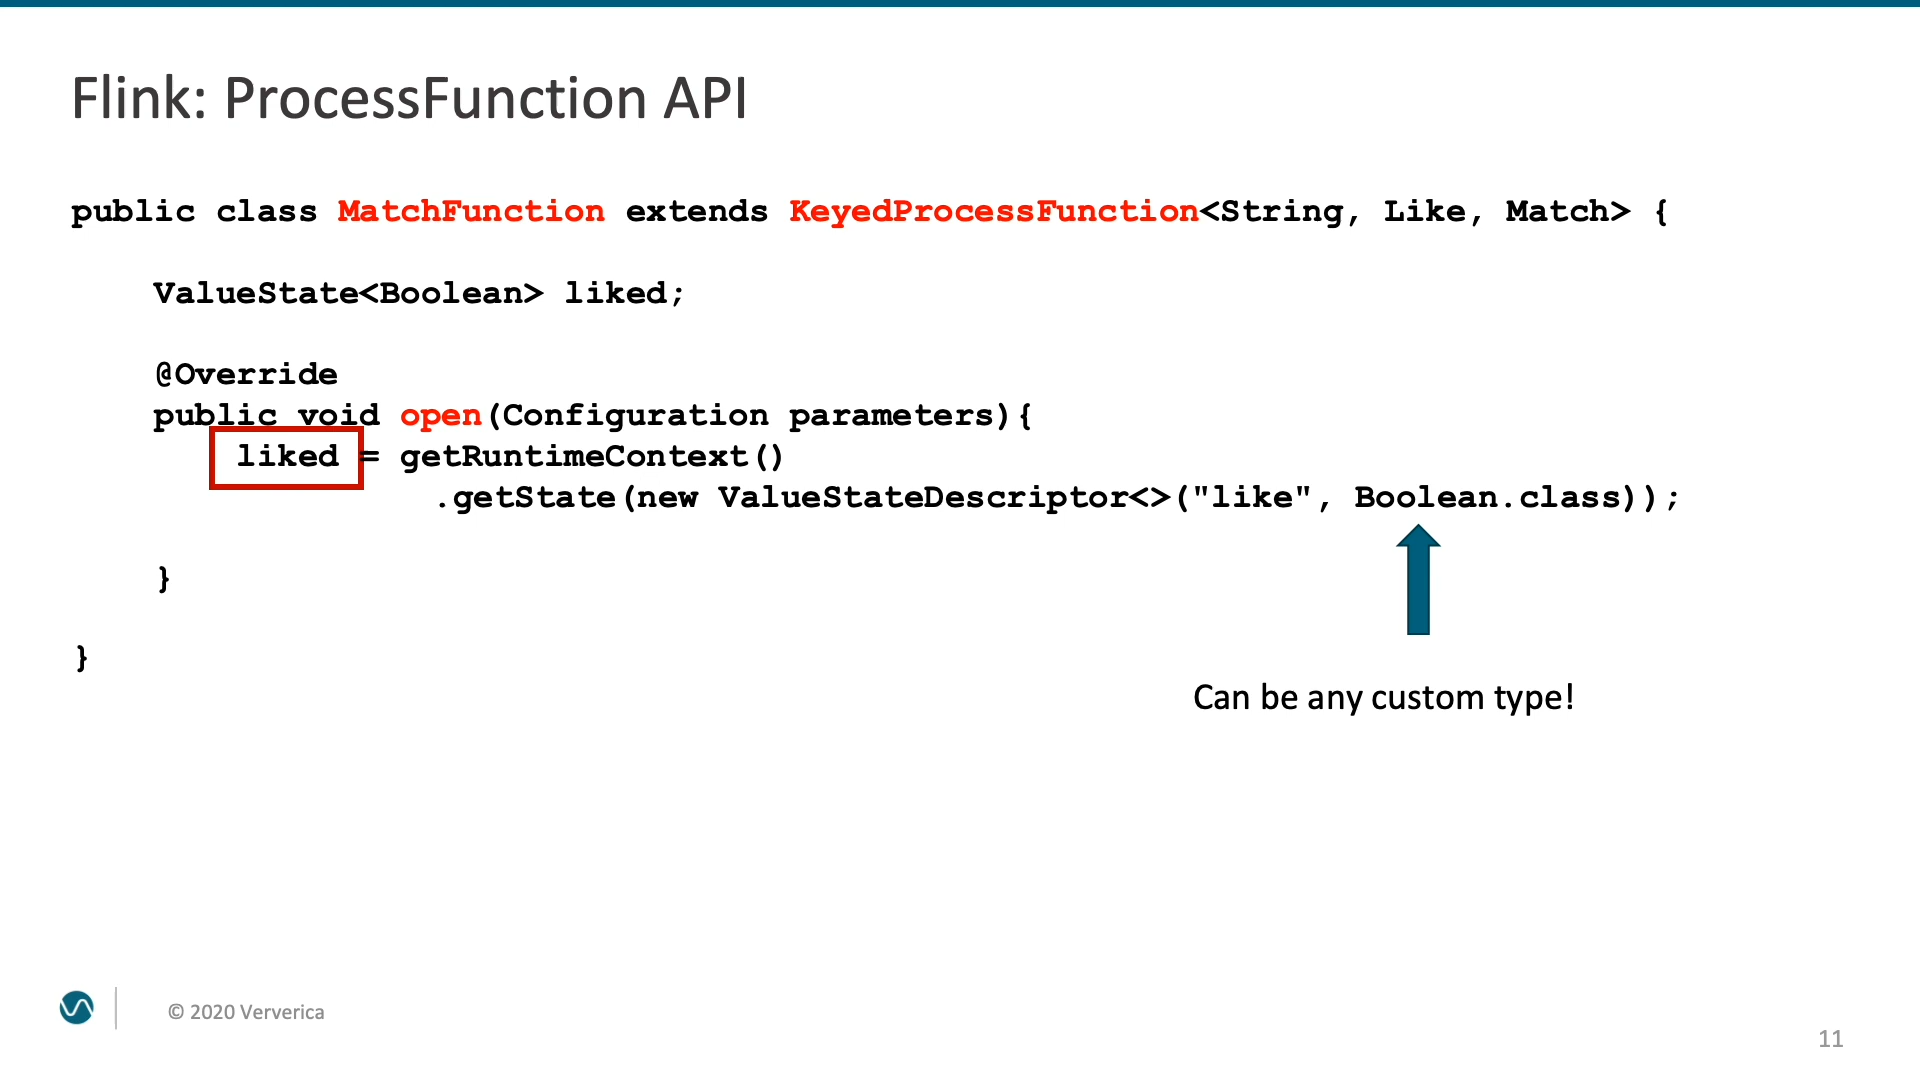 Flink: ProcessFunction API
public class MatchFunction extends KeyedProcessFunction<String, Like, Match> {
ValueState<Boolean> liked;
@Override
public void open(Configuration parameters){
liked = getRuntimeContext()
.getState(new ValueStateDescriptor<>("like", Boolean.class));
}
}
Can be any custom type!
© 2020 Ververica
11